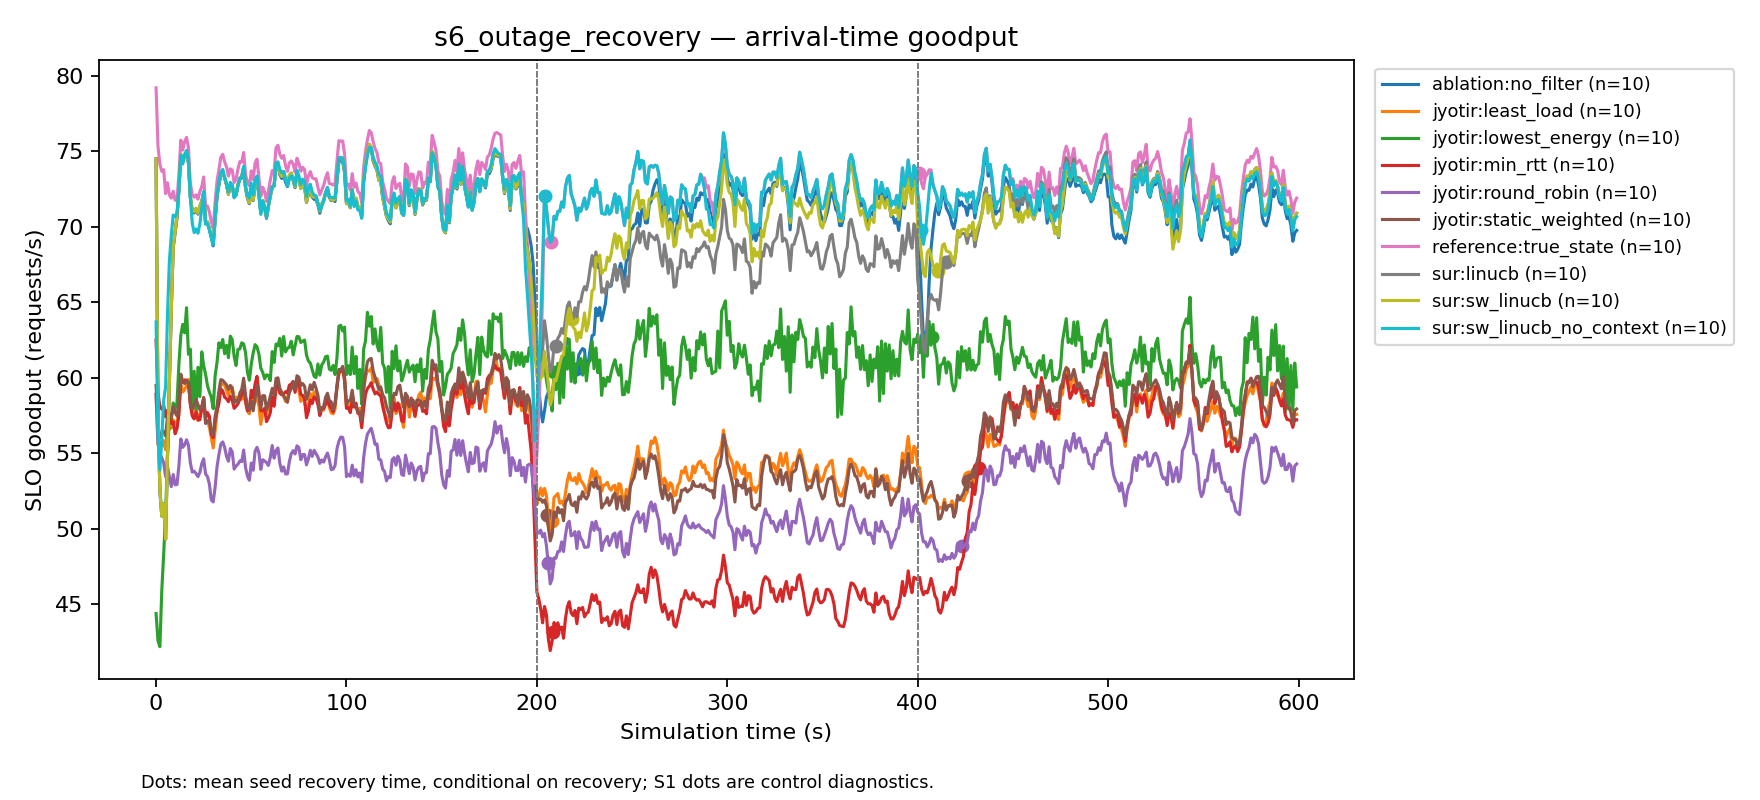 s6_outage_recovery — arrival-time goodput
SLO goodput (requests/s)
80
75
70
65
60
55
50
45
0
100
200
300
400
500
600
Simulation time (s)
ablation:no_filter (n=10)
jyotir:least_load (n=10)
jyotir:lowest_energy (n=10)
jyotir:min_rtt (n=10)
jyotir:round_robin (n=10)
jyotir:static_weighted (n=10)
reference:true_state (n=10)
sur:linucb (n=10)
sur:sw_linucb (n=10)
sur:sw_linucb_no_context (n=10)
Dots: mean seed recovery time, conditional on recovery; S1 dots are control diagnostics.